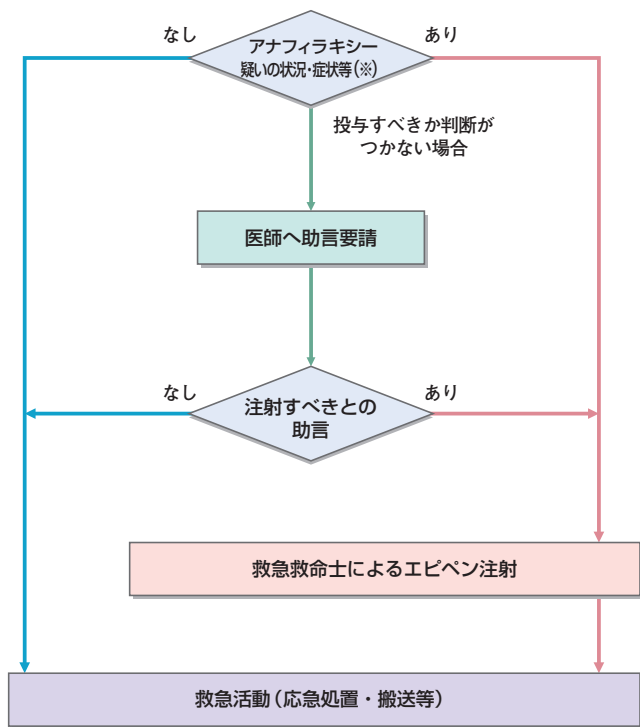 なし
アナフィラキシー
疑いの状況・症状等(※)
あり
投与すべきか判断が
つかない場合
医師へ助言要請
なし
注射すべきとの
助言
あり
救急救命士によるエピペン注射
救急活動(応急処置・搬送等)